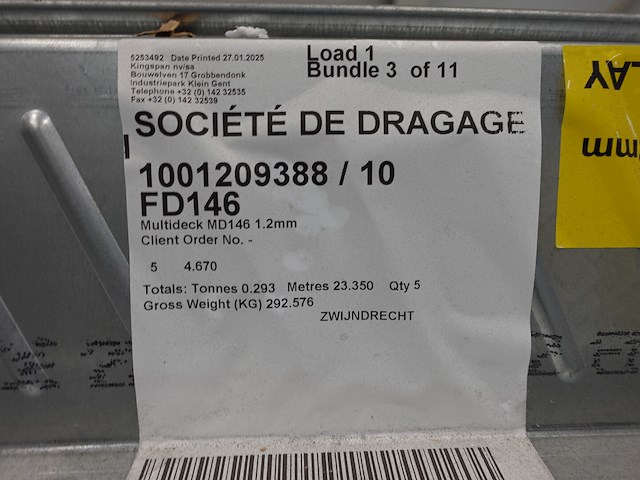 5253492 Date Printed 27.01.2025
Kingspan nv/sa
Bouwelven 17 Grobbendonk
Industriepark Klein Gent
Telephone +32 (0) 142 32535
Fax +32 (0) 142 32539
Load 1
Bundle 3 of 11
SOCIÉTÉ DE DRAGAGE
1001209388 / 10
FD146
Multideck MD146 1.2mm
Client Order No. -
5 4.670
Totals: Tonnes 0.293 Metres 23.350 Qty 5
Gross Weight (KG) 292.576
ZWIJNDRECHT